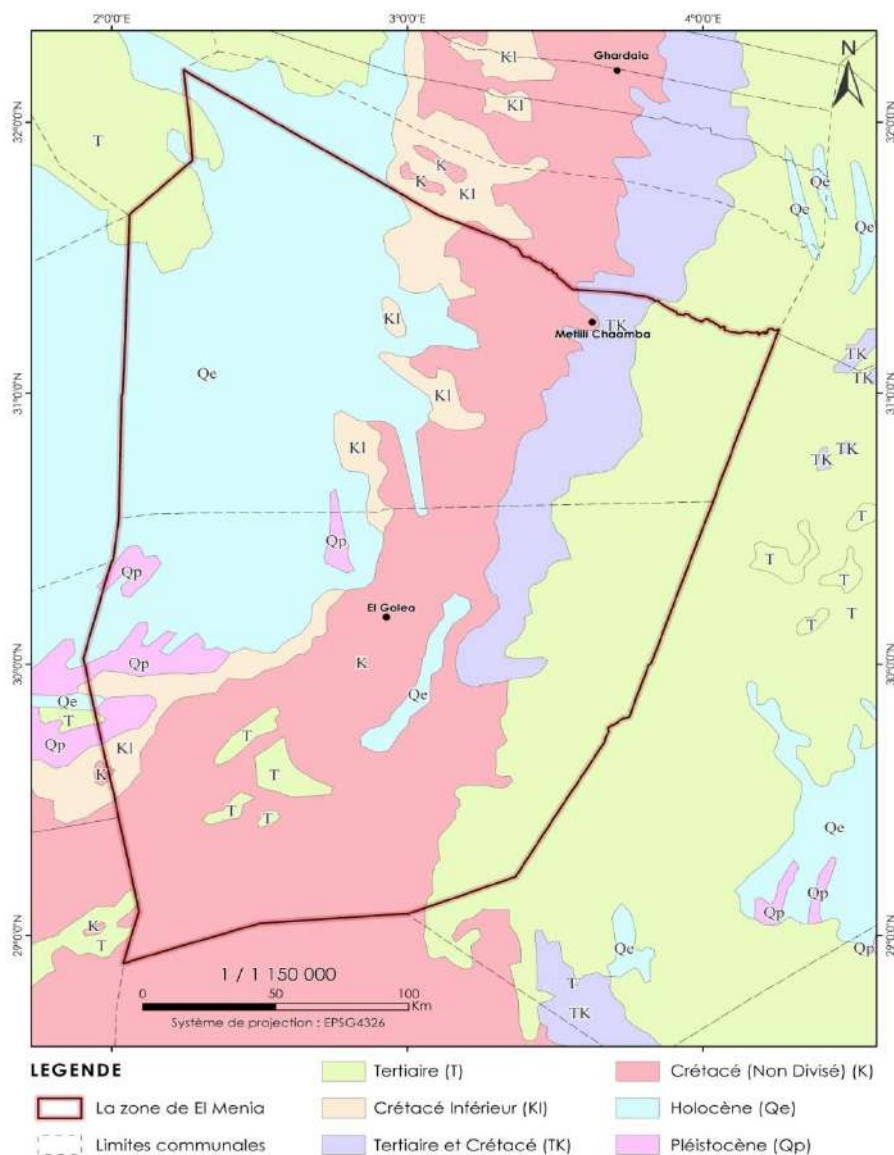 2°0'0"E 3°0'0"E 4°0'0"E
N
Ghardaia
Kl
Kl
32°0'0"N 32°0'0"N
T
K
K
Kl
Qe
Qe
Qe
Kl
Metlili Chaamba
TK
TK
TK
Qe
31°0'0"N 31°0'0"N
Kl
Kl
TK
TK
T
Qp
T
T
Qp
T
T
El Golea
K
30°0'0"N 30°0'0"N
Qp
Qe
Qe
T
Qp
Kl
T
K
T
T
T
Qe
Qp
Qp
K
T
29°0'0"N 29°0'0"N
Qe
Qp
T
TK
1 / 1 150 000
0 50 100
Km
Système de projection : EPSG4326
LEGENDE
La zone de El Menia
Limites communales
Tertiaire (T)
Crétacé Inférieur (Kl)
Tertiaire et Crétacé (TK)
Crétacé (Non Divisé) (K)
Holocène (Qe)
Pléistocène (Qp)